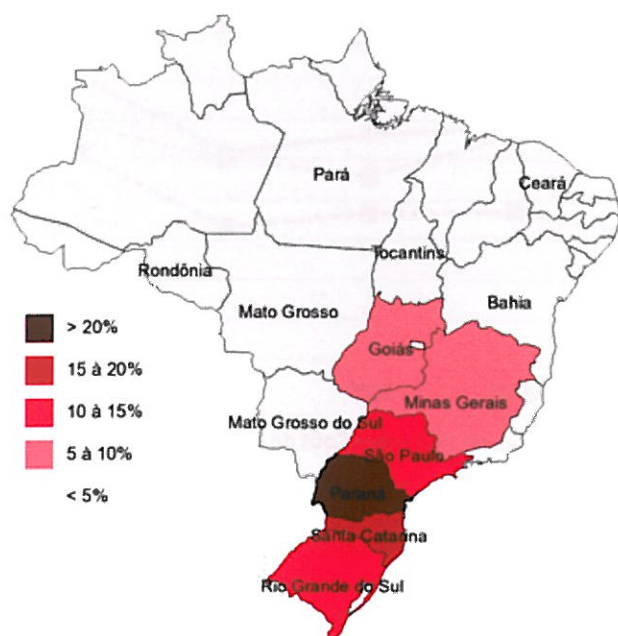 Pará
Ceará
Tocantins
Rondônia
Bahia
Mato Grosso
> 20%
15 à 20%
10 à 15%
5 à 10%
< 5%
Goiás
Minas Gerais
Mato Grosso do Sul
São Paulo
Paraná
Santa Catarina
Rio Grande do Sul